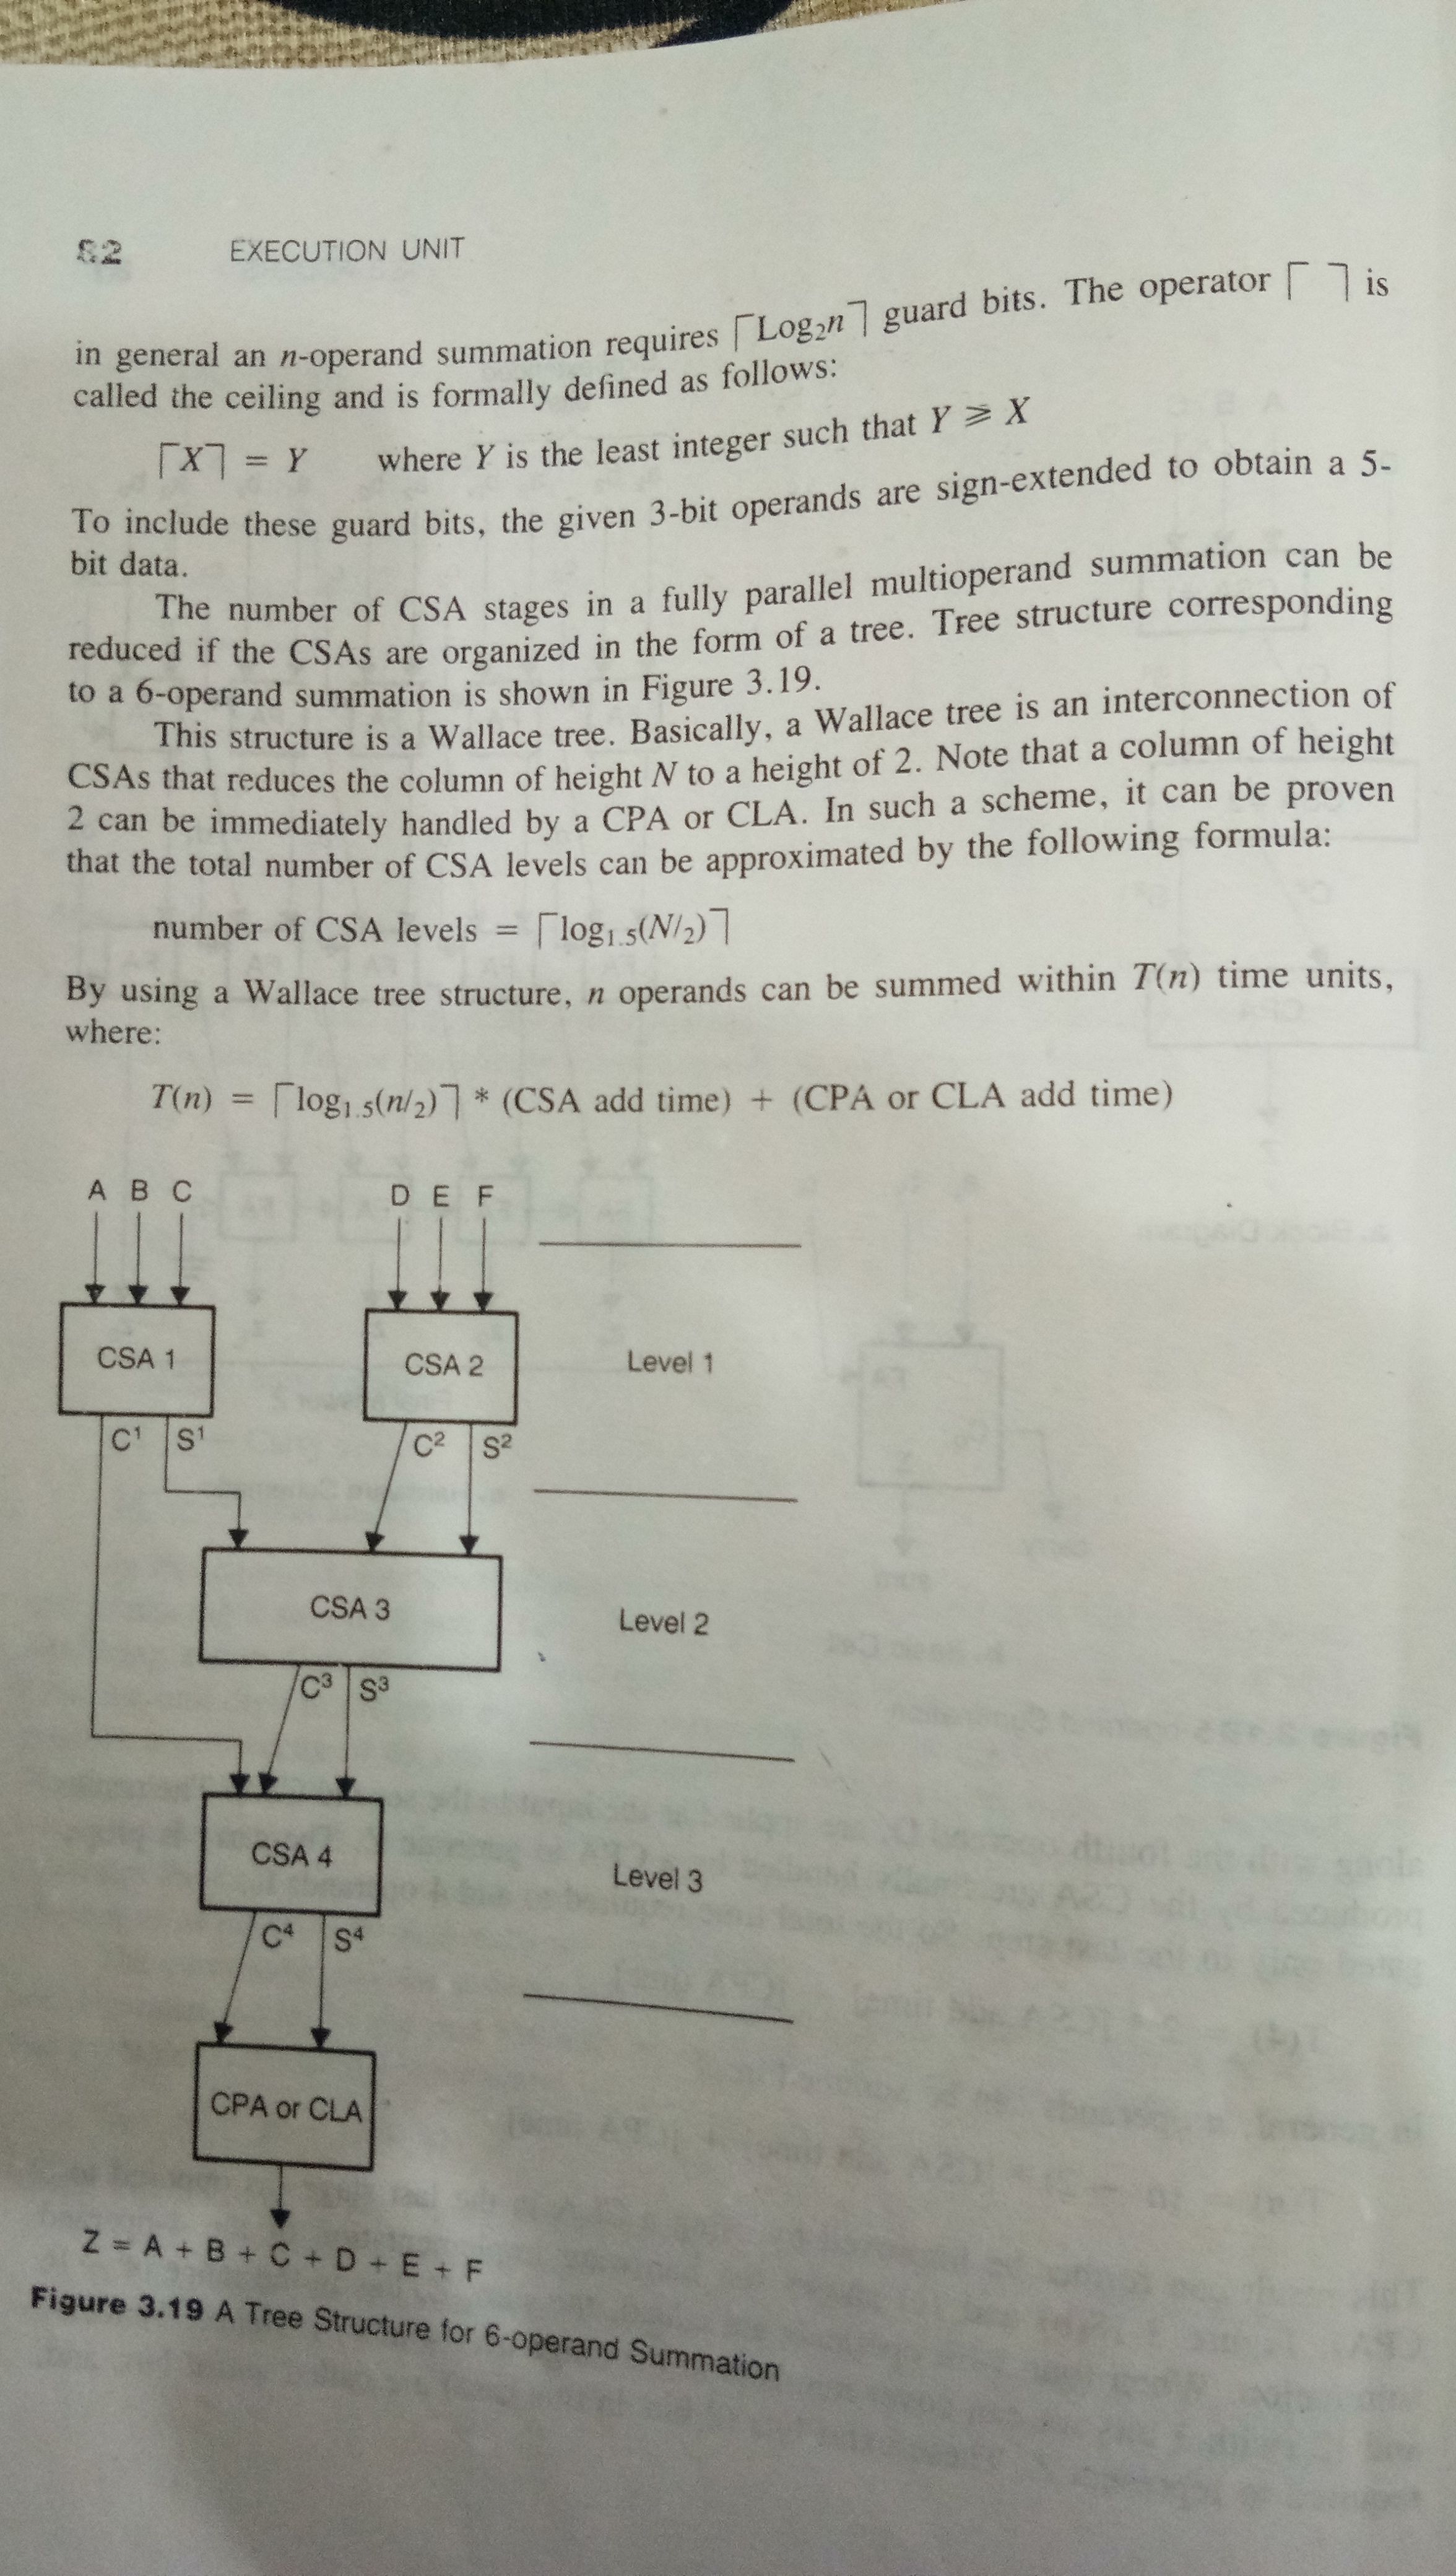 82 EXECUTION UNIT
in general an n-operand summation requires ⌈Log₂n⌉ guard bits. The operator ⌈ ⌉ is
called the ceiling and is formally defined as follows:
⌈X⌉ = Y where Y is the least integer such that Y ⩾ X
To include these guard bits, the given 3-bit operands are sign-extended to obtain a 5-
bit data.
The number of CSA stages in a fully parallel multioperand summation can be
reduced if the CSAs are organized in the form of a tree. Tree structure corresponding
to a 6-operand summation is shown in Figure 3.19.
This structure is a Wallace tree. Basically, a Wallace tree is an interconnection of
CSAs that reduces the column of height N to a height of 2. Note that a column of height
2 can be immediately handled by a CPA or CLA. In such a scheme, it can be proven
that the total number of CSA levels can be approximated by the following formula:
number of CSA levels = ⌈log₁.₅(N/₂)⌉
By using a Wallace tree structure, n operands can be summed within T(n) time units,
where:
T(n) = ⌈log₁.₅(n/₂)⌉ * (CSA add time) + (CPA or CLA add time)
A B C D E F
CSA 1 CSA 2 Level 1
C¹ S¹ C² S²
CSA 3 Level 2
C³ S³
CSA 4 Level 3
C⁴ S⁴
CPA or CLA
Z = A + B + C + D + E + F
Figure 3.19 A Tree Structure for 6-operand Summation